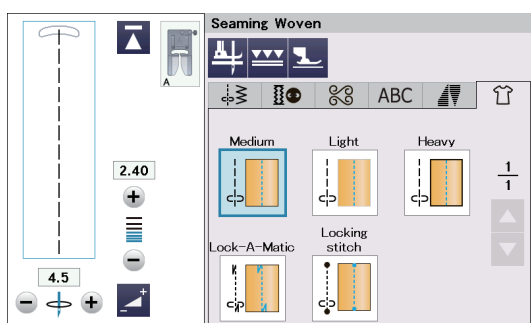 Seaming Woven
A
ABC
Medium
Light
Heavy
2.40
1
1
Lock-A-Matic
Locking
stitch
4.5